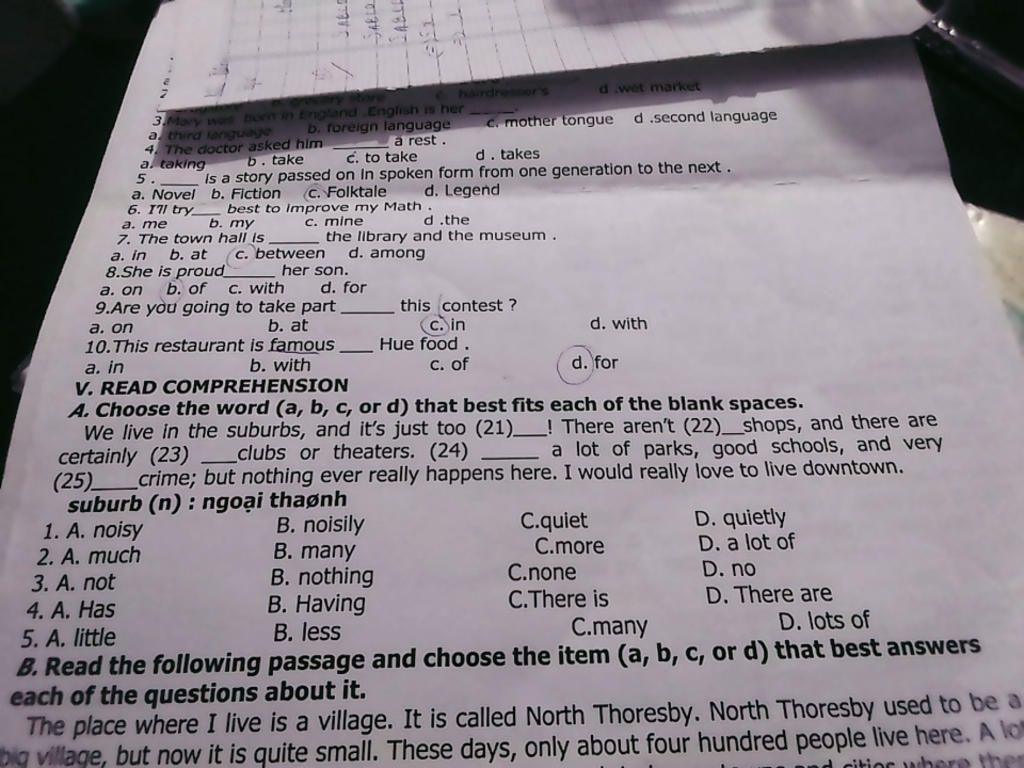 c. hairdresser's d .wet market
3.Mary was born in England .English is her ______.
a. third language b. foreign language c. mother tongue d .second language
4. The doctor asked him ______ a rest .
a. taking b . take c. to take d . takes
5 . ____ is a story passed on in spoken form from one generation to the next .
a. Novel b. Fiction c. Folktale d. Legend
6. I'll try___ best to improve my Math .
a. me b. my c. mine d .the
7. The town hall is _____ the library and the museum .
a. in b. at c. between d. among
8.She is proud_____ her son.
a. on b. of c. with d. for
9.Are you going to take part _____ this contest ?
a. on b. at c. in d. with
10.This restaurant is famous ___ Hue food .
a. in b. with c. of d. for
V. READ COMPREHENSION
A. Choose the word (a, b, c, or d) that best fits each of the blank spaces.
We live in the suburbs, and it's just too (21)___! There aren't (22)__shops, and there are
certainly (23) ___clubs or theaters. (24) _____ a lot of parks, good schools, and very
(25)____crime; but nothing ever really happens here. I would really love to live downtown.
suburb (n) : ngoại thaønh
1. A. noisy B. noisily C.quiet D. quietly
2. A. much B. many C.more D. a lot of
3. A. not B. nothing C.none D. no
4. A. Has B. Having C.There is D. There are
5. A. little B. less C.many D. lots of
B. Read the following passage and choose the item (a, b, c, or d) that best answers
each of the questions about it.
The place where I live is a village. It is called North Thoresby. North Thoresby used to be a
big village, but now it is quite small. These days, only about four hundred people live here. A lot
and cities where